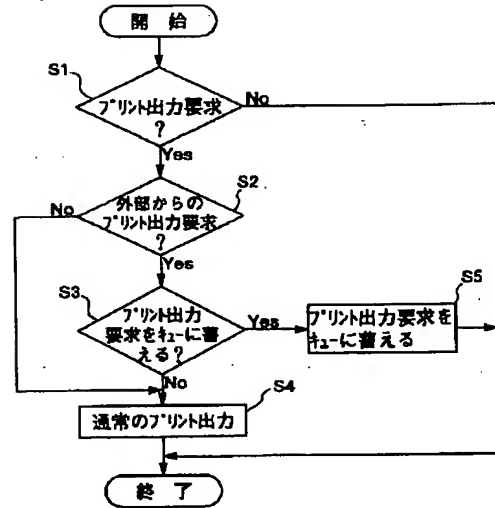 開 始
S1
プリント出力要求
?
No
Yes
S2
外部からの
プリント出力要求
?
No
Yes
S3
プリント出力
要求をキューに蓄
える?
Yes
S5
プリント出力要求を
キューに蓄える
No
S4
通常のプリント出力
終 了